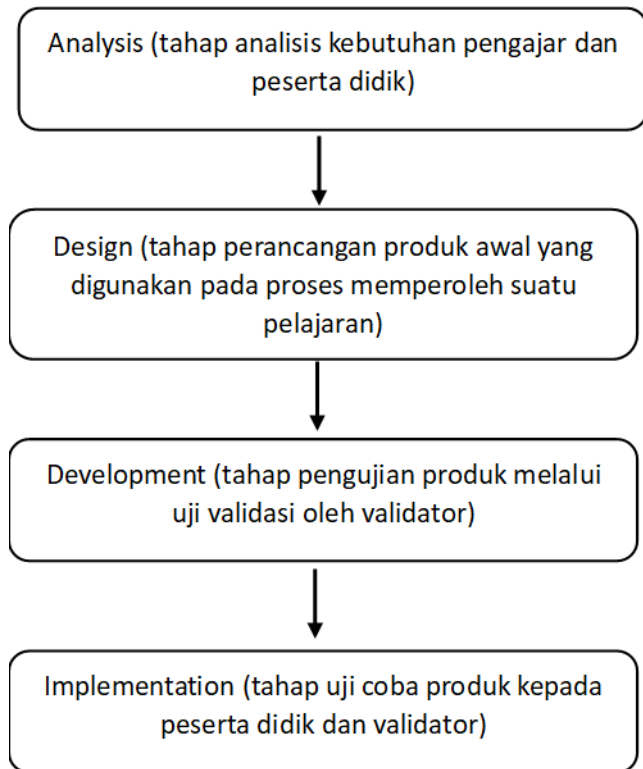 Analysis (tahap analisis kebutuhan pengajar dan
peserta didik)
Design (tahap perancangan produk awal yang
digunakan pada proses memperoleh suatu
pelajaran)
Development (tahap pengujian produk melalui
uji validasi oleh validator)
Implementation (tahap uji coba produk kepada
peserta didik dan validator)